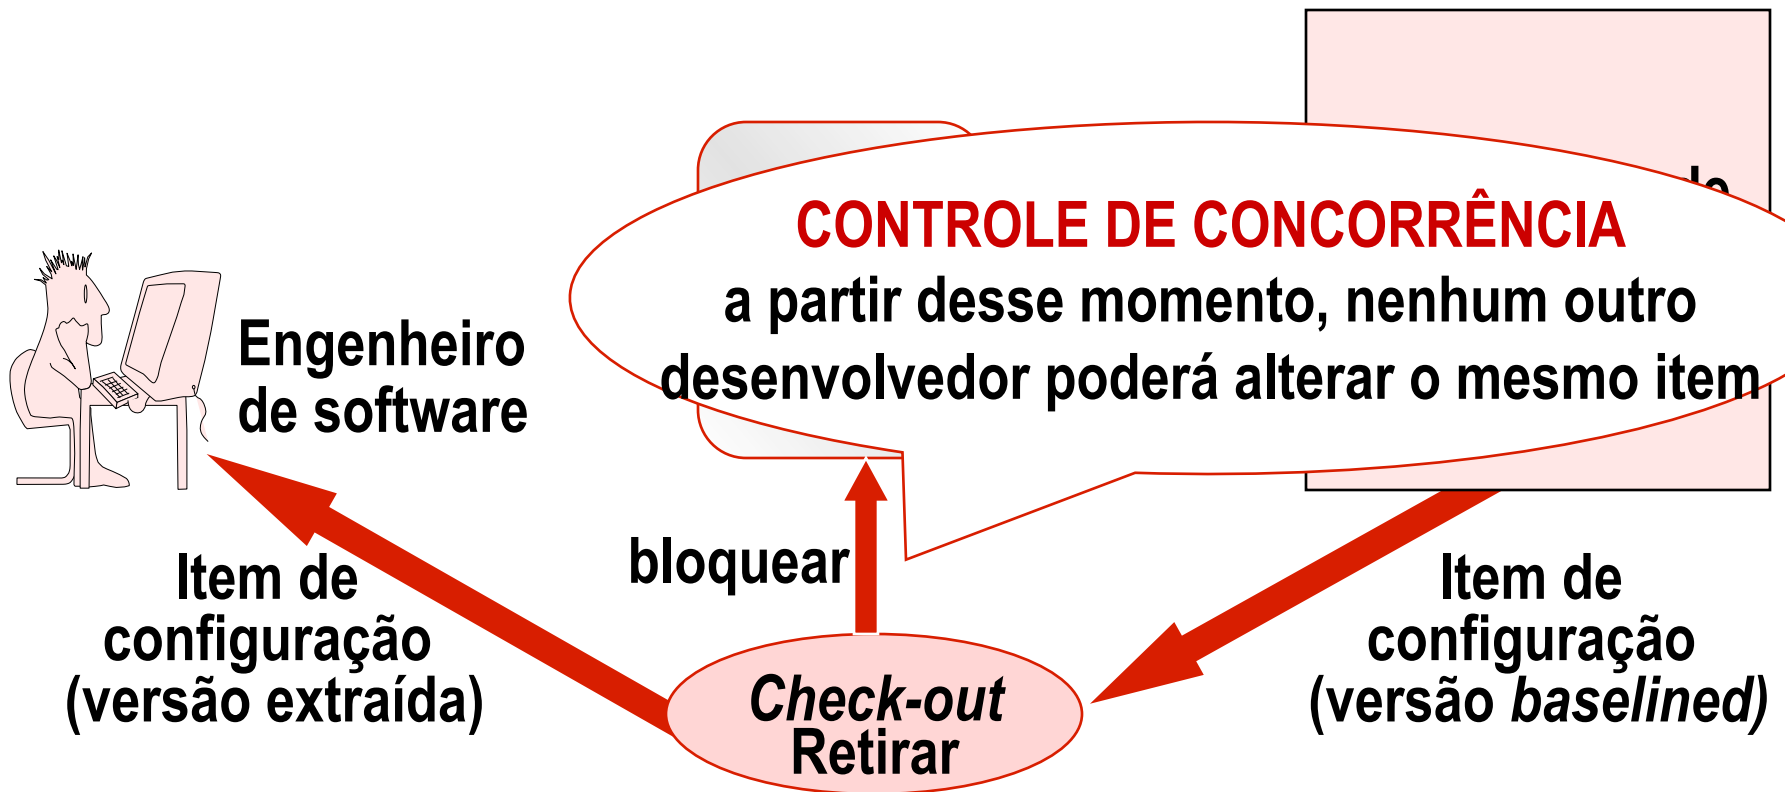 CONTROLE DE CONCORRÊNCIA
a partir desse momento, nenhum outro
desenvolvedor poderá alterar o mesmo item
Engenheiro
de software
bloquear
Item de
configuração
(versão extraída)
Check-out
Retirar
Item de
configuração
(versão baselined)